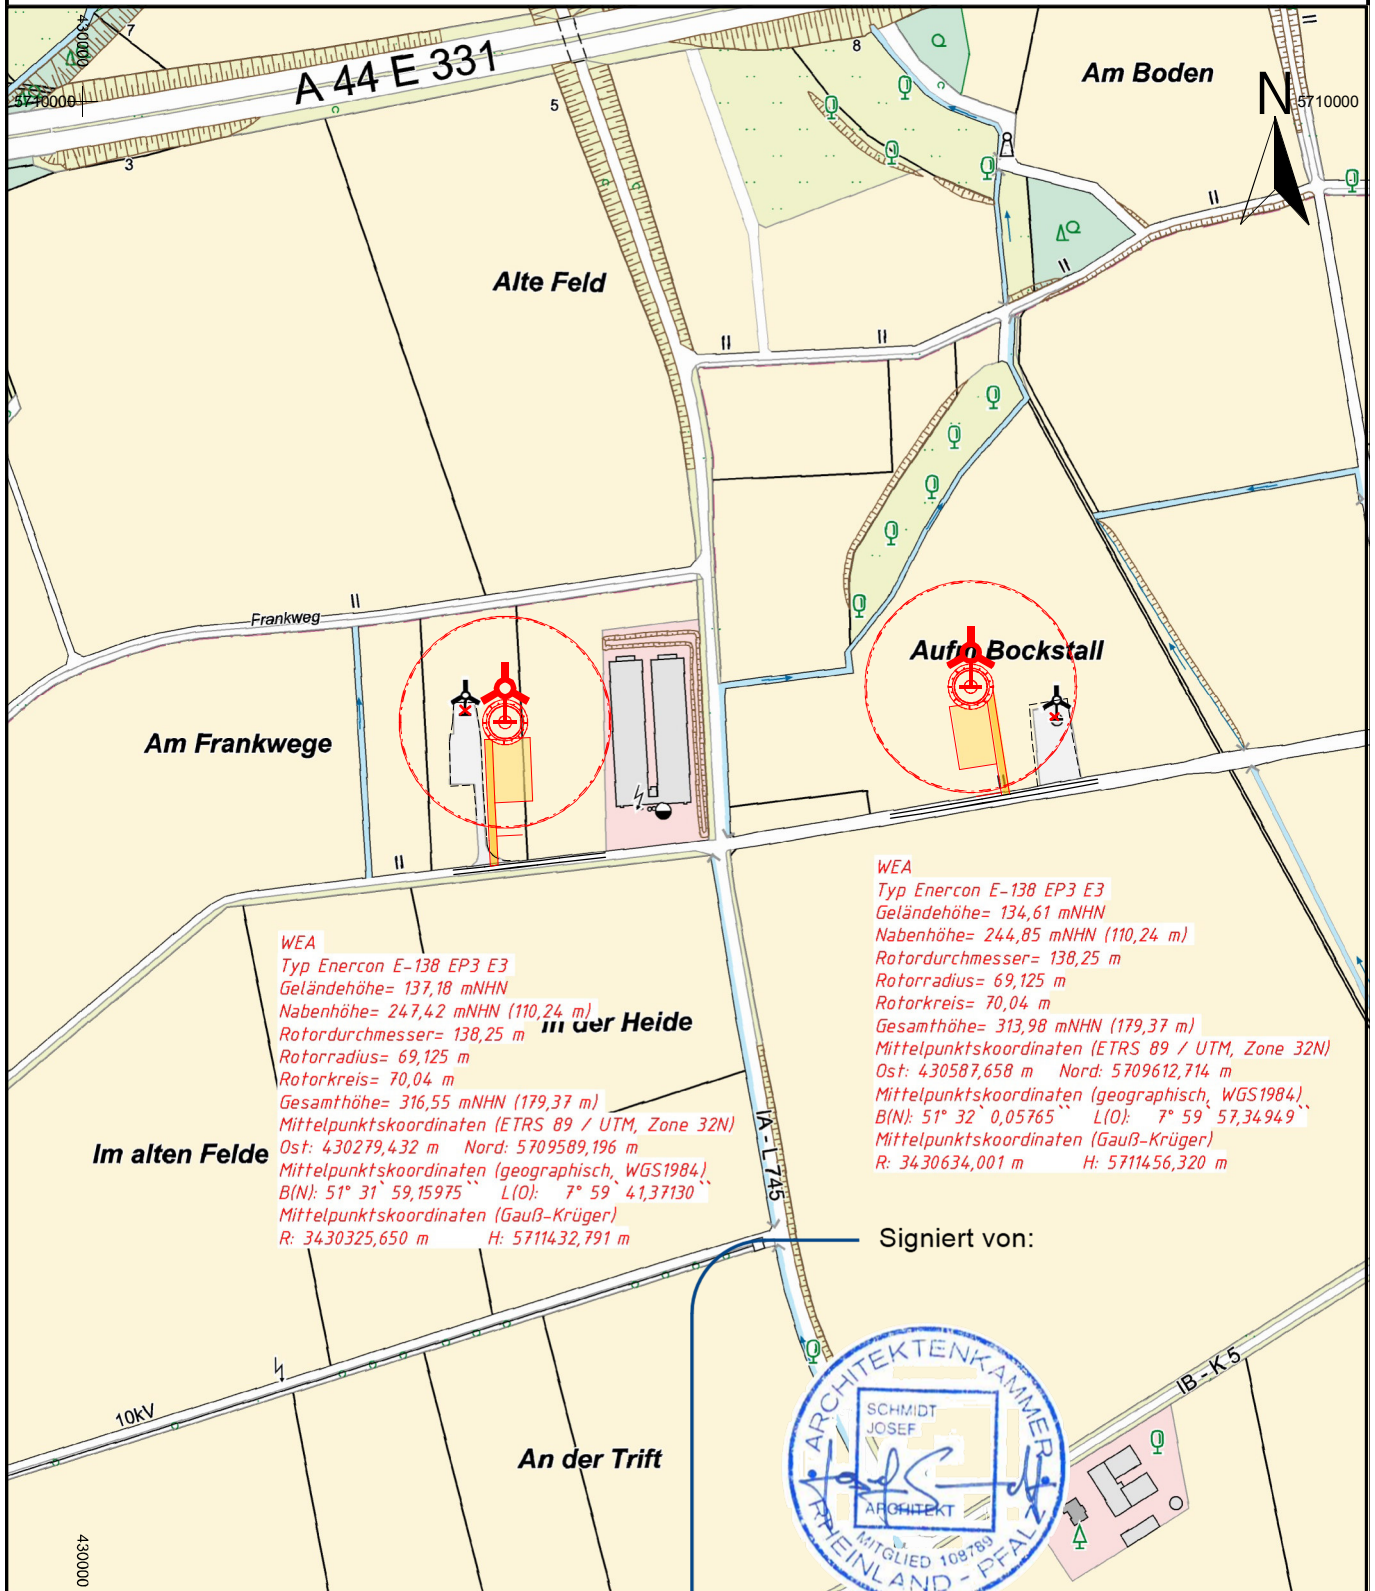 430000
7
A 44 E 331
8
Am Boden
N
5710000
5710000
5
3
II
II
II
Alte Feld
II
II
Frankweg
II
Aufm Bockstall
Am Frankwege
II
WEA
Typ Enercon E-138 EP3 E3
Geländehöhe= 134,61 mNHN
Nabenhöhe= 244,85 mNHN (110,24 m)
Rotordurchmesser= 138,25 m
Rotorradius= 69,125 m
Rotorkreis= 70,04 m
Gesamthöhe= 313,98 mNHN (179,37 m)
Mittelpunktskoordinaten (ETRS 89 / UTM, Zone 32N)
Ost: 430587,658 m Nord: 5709612,714 m
Mittelpunktskoordinaten (geographisch, WGS1984)
B(N): 51° 32` 0,05765`` L(O): 7° 59` 57,34949``
Mittelpunktskoordinaten (Gauß-Krüger)
R: 3430634,001 m H: 5711456,320 m
WEA
Typ Enercon E-138 EP3 E3
Geländehöhe= 137,18 mNHN
Nabenhöhe= 247,42 mNHN (110,24 m)
Rotordurchmesser= 138,25 m
Rotorradius= 69,125 m
Rotorkreis= 70,04 m
Gesamthöhe= 316,55 mNHN (179,37 m)
Mittelpunktskoordinaten (ETRS 89 / UTM, Zone 32N)
Ost: 430279,432 m Nord: 5709589,196 m
Mittelpunktskoordinaten (geographisch, WGS1984)
B(N): 51° 31` 59,15975`` L(O): 7° 59` 41,37130``
Mittelpunktskoordinaten (Gauß-Krüger)
R: 3430325,650 m H: 5711432,791 m
In der Heide
Im alten Felde
IA - L 745
Signiert von:
10kV
An der Trift
IB - K 5
ARCHITEKTENKAMMER
SCHMIDT
JOSEF
ARCHITEKT
MITGLIED 108789
RHEINLAND - PFALZ
430000